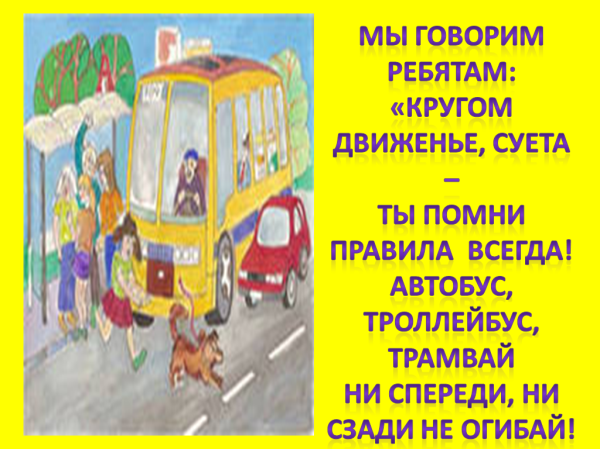 МЫ ГОВОРИМ
РЕБЯТАМ:
«КРУГОМ
ДВИЖЕНЬЕ, СУЕТА
–
ТЫ ПОМНИ
ПРАВИЛА ВСЕГДА!
АВТОБУС,
ТРОЛЛЕЙБУС,
ТРАМВАЙ
НИ СПЕРЕДИ, НИ
СЗАДИ НЕ ОГИБАЙ!
А